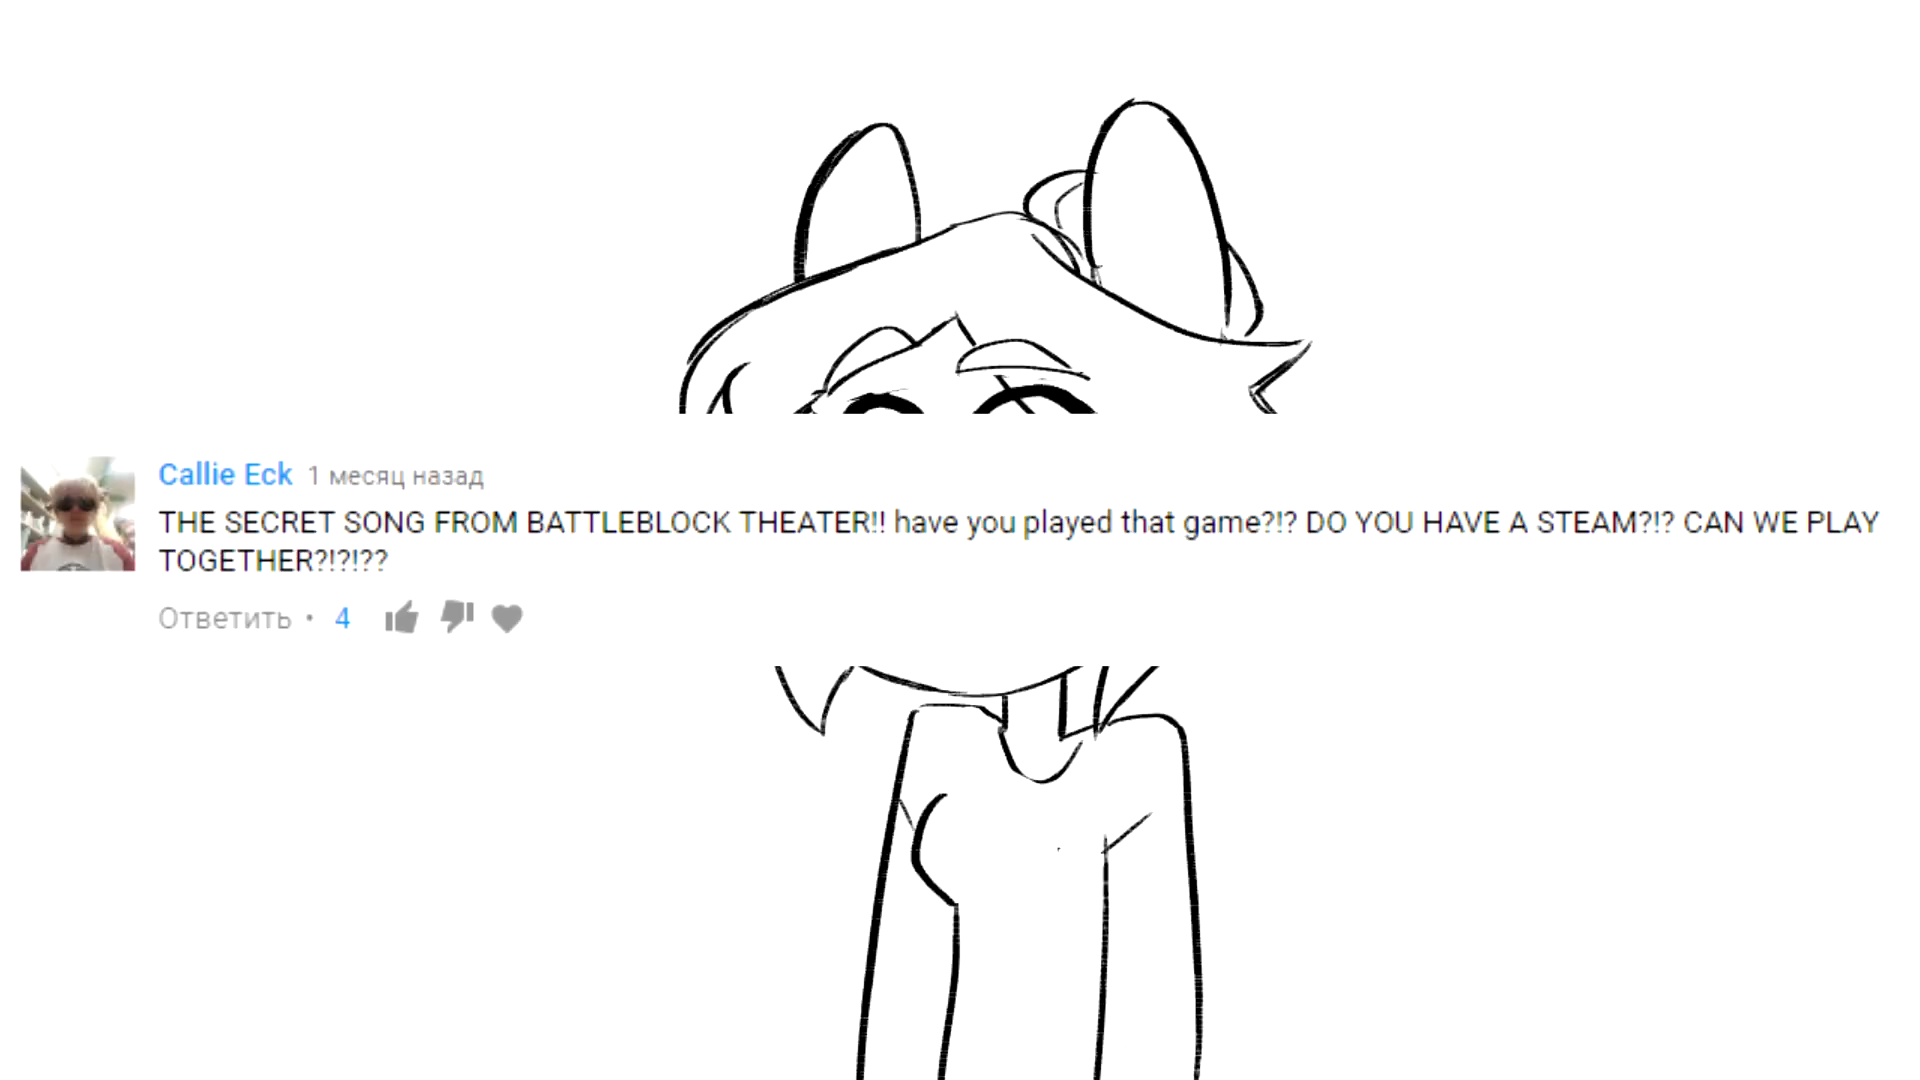 Callie Eck 1 месяц назад
THE SECRET SONG FROM BATTLEBLOCK THEATER!! have you played that game?!? DO YOU HAVE A STEAM?!? CAN WE PLAY
TOGETHER?!?!??
Ответить • 4